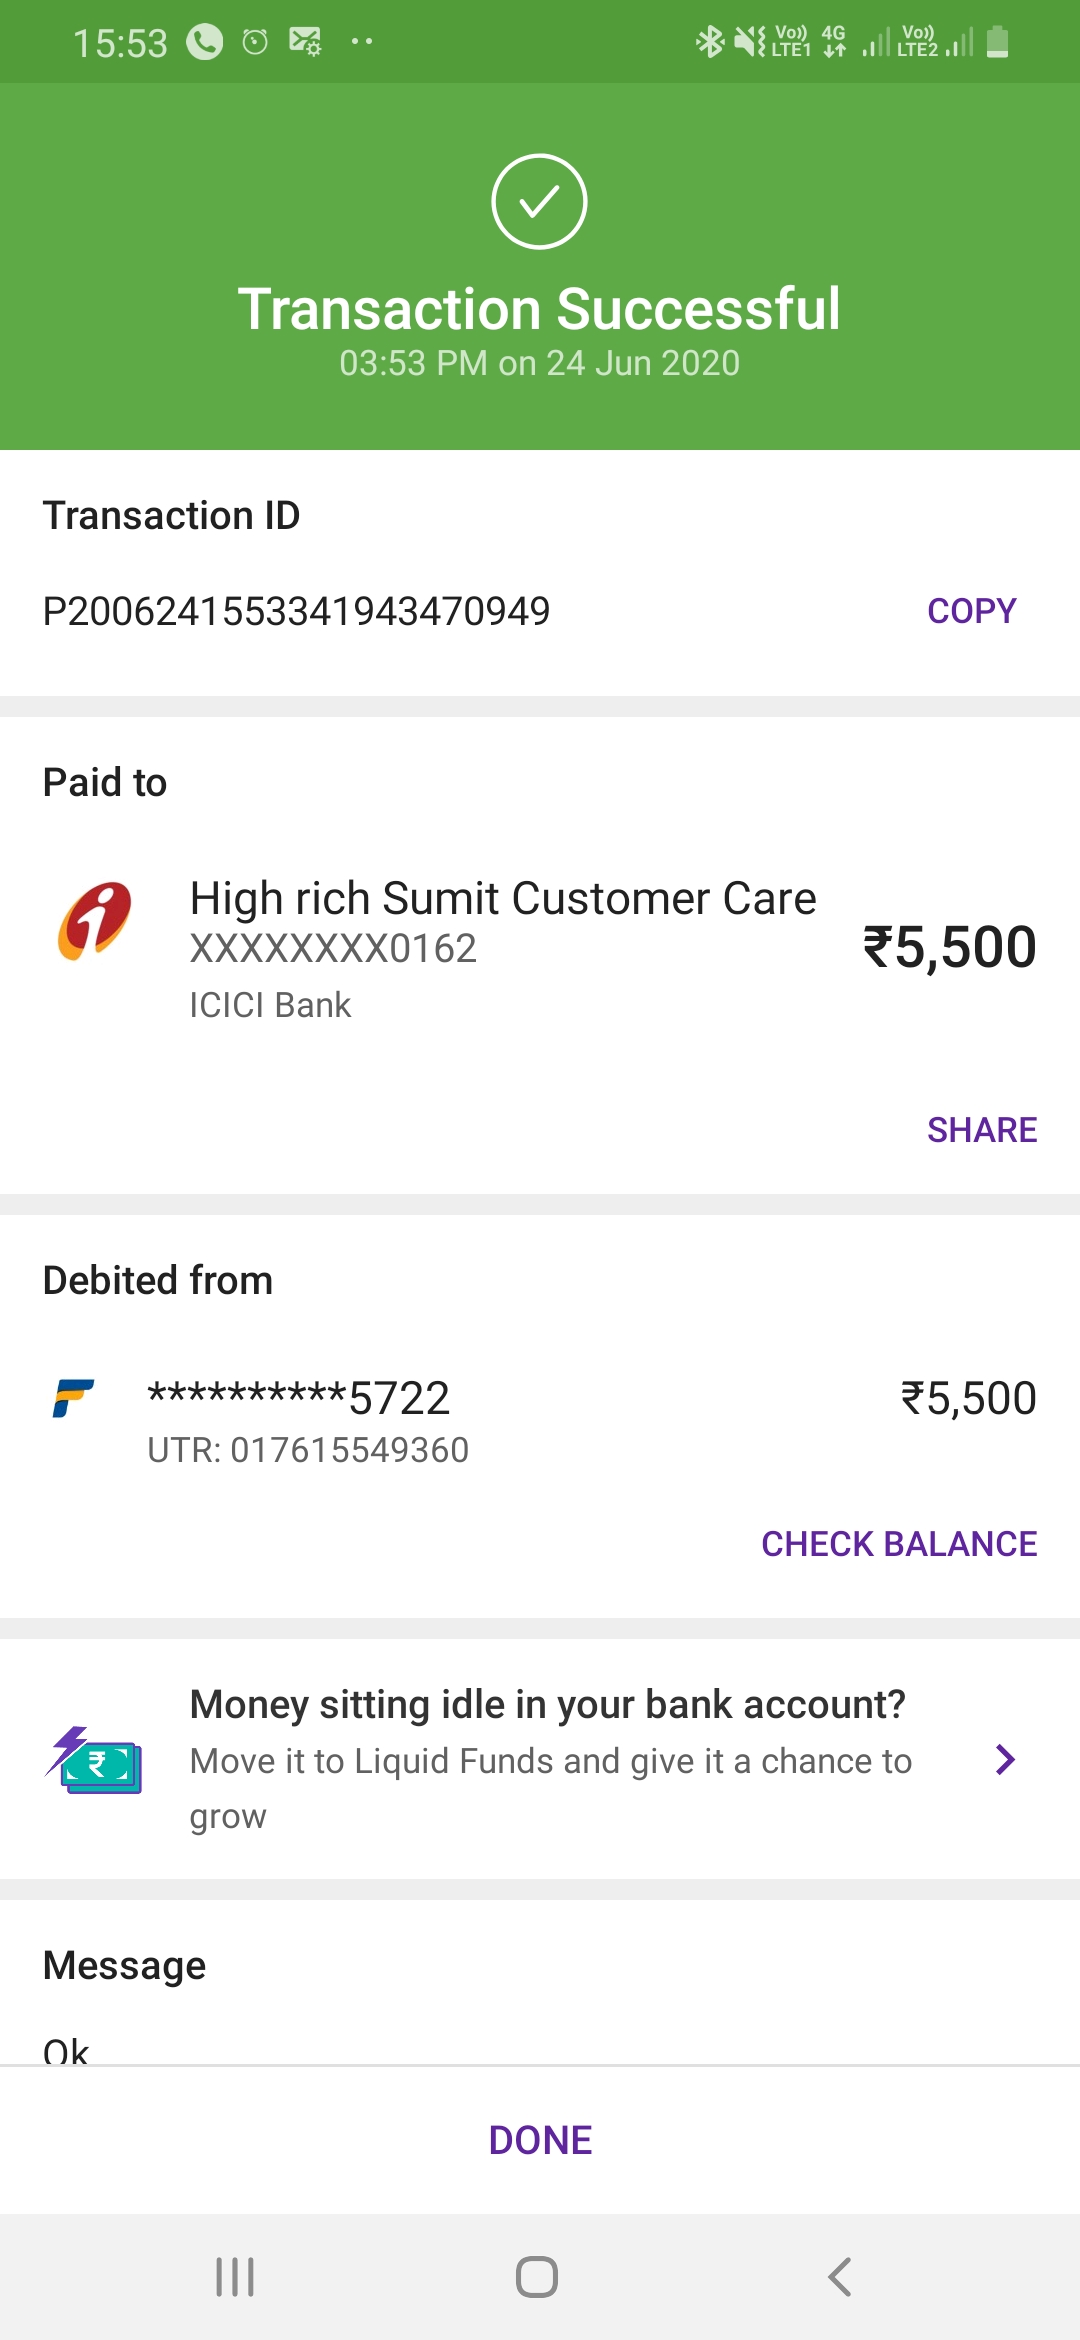 15:53 Vo)) LTE1 4G Vo)) LTE2
Transaction Successful
03:53 PM on 24 Jun 2020
Transaction ID
P2006241553341943470949 COPY
Paid to
High rich Sumit Customer Care
XXXXXXXX0162 ₹5,500
ICICI Bank
SHARE
Debited from
**********5722 ₹5,500
UTR: 017615549360
CHECK BALANCE
Money sitting idle in your bank account?
Move it to Liquid Funds and give it a chance to
grow
Message
Ok
DONE